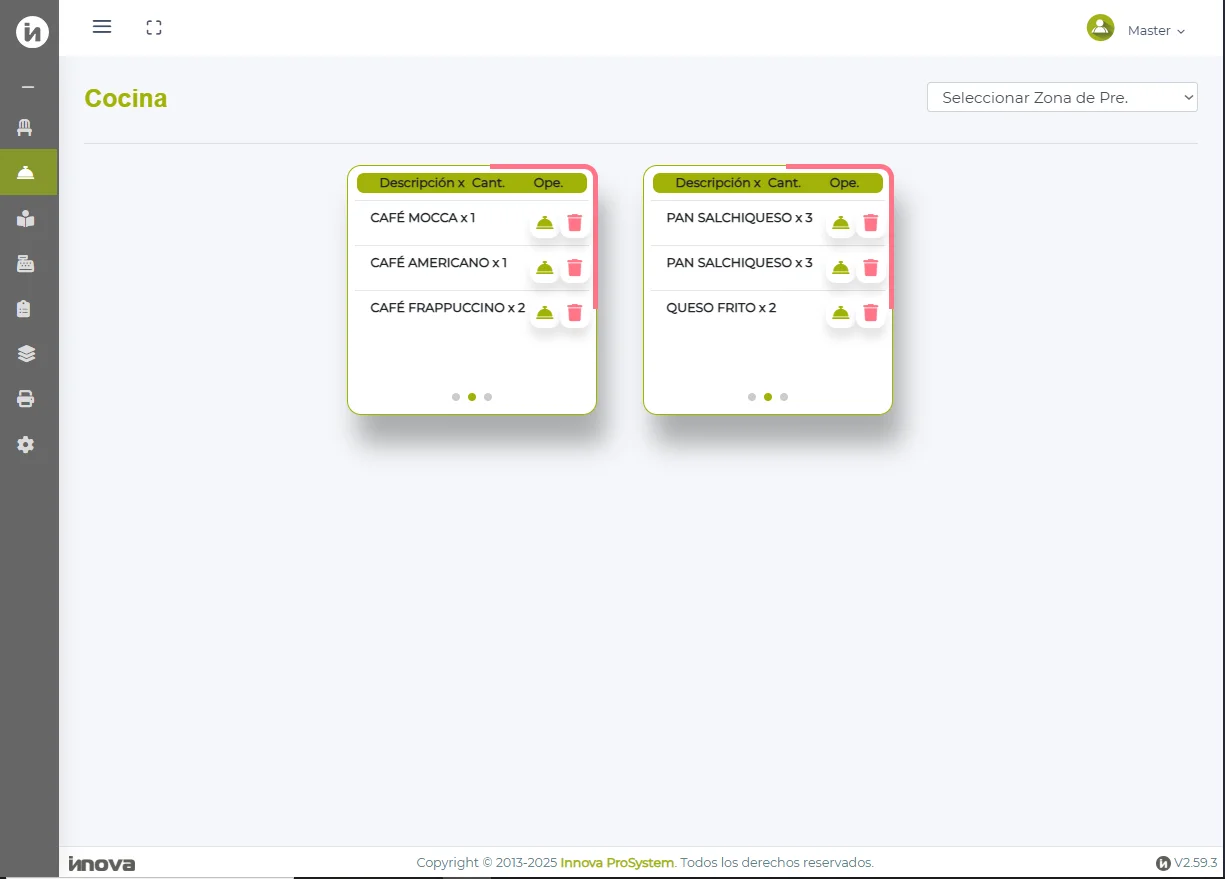 Master
Cocina
Seleccionar Zona de Pre.
Descripción x Cant. Ope.
CAFÉ MOCCA x 1
CAFÉ AMERICANO x 1
CAFÉ FRAPPUCCINO x 2
Descripción x Cant. Ope.
PAN SALCHIQUESO x 3
PAN SALCHIQUESO x 3
QUESO FRITO x 2
innova
Copyright © 2013-2025 Innova ProSystem. Todos los derechos reservados.
V2.59.3